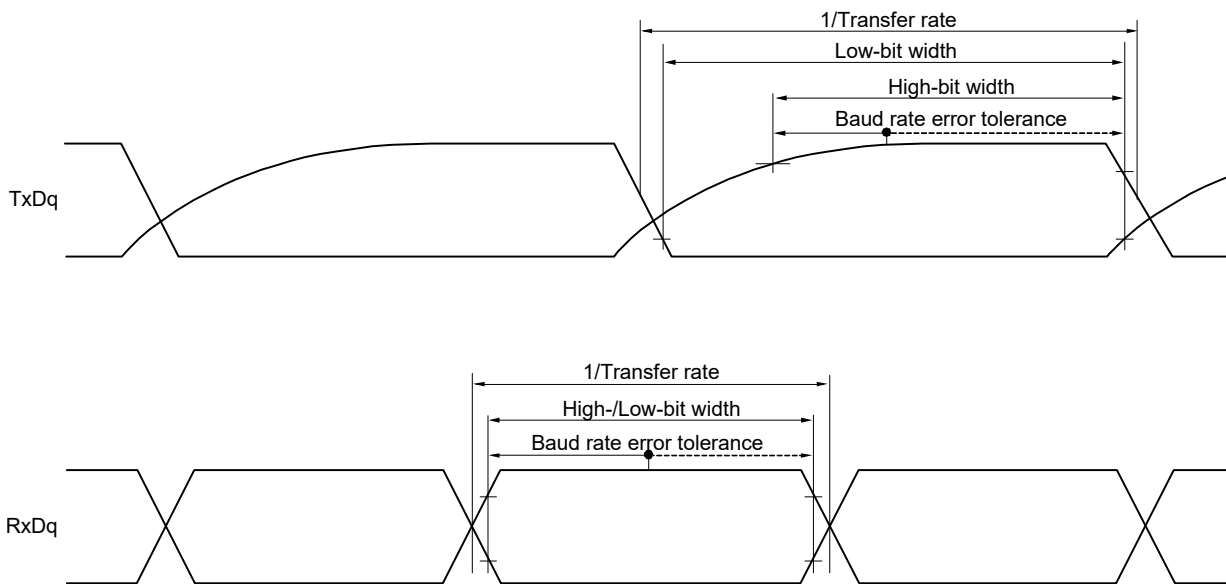 1/Transfer rate
Low-bit width
High-bit width
Baud rate error tolerance
TxDq
1/Transfer rate
High-/Low-bit width
Baud rate error tolerance
RxDq